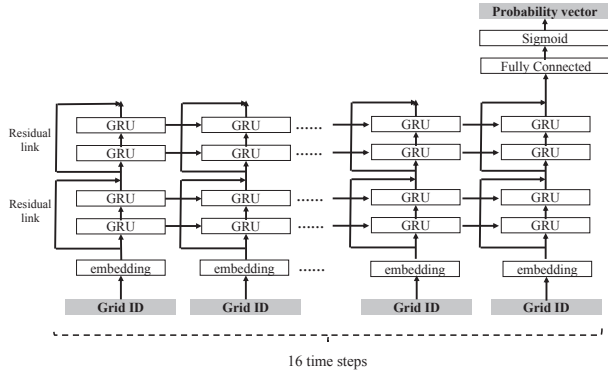 Probability vector
Sigmoid
Fully Connected
Residual link
GRU GRU ...... GRU GRU
GRU GRU ...... GRU GRU
Residual link
GRU GRU ...... GRU GRU
GRU GRU ...... GRU GRU
embedding embedding ...... embedding embedding
Grid ID Grid ID Grid ID Grid ID
16 time steps